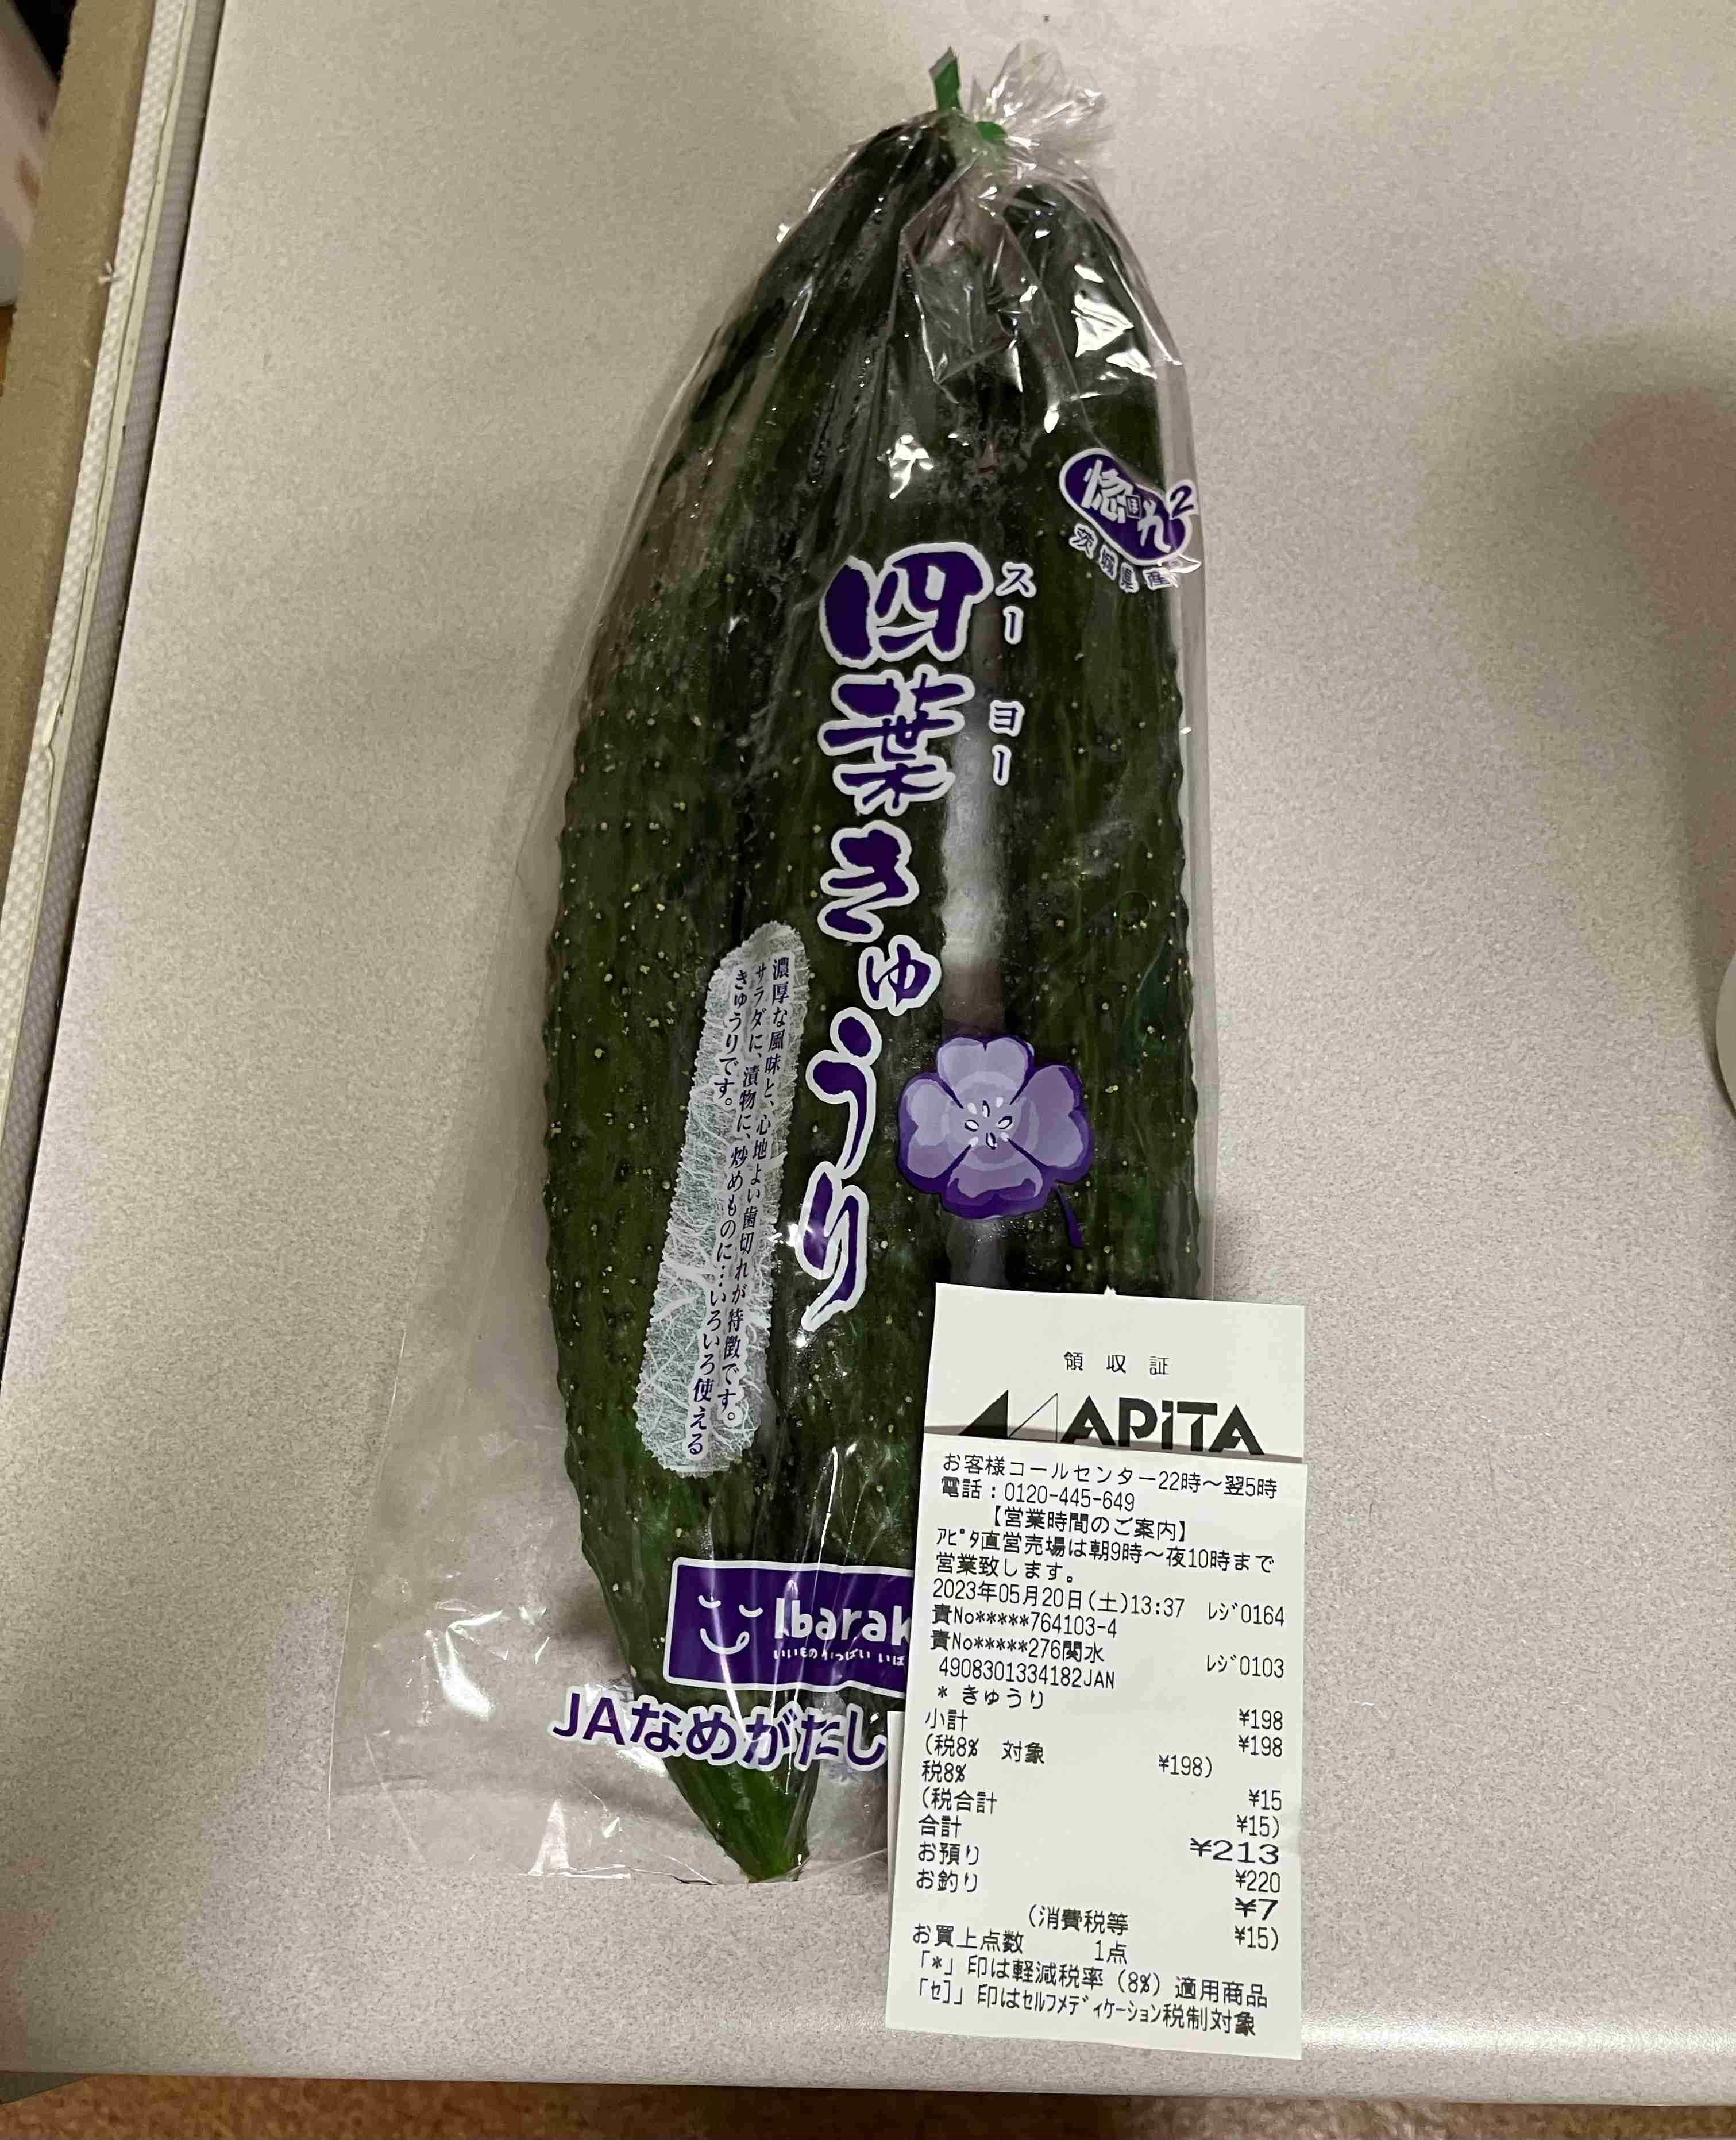 惚ほれ2
茨城県産
スーヨー
四葉きゅうり
濃厚な風味と、心地よい歯切れが特徴です。
サラダに、漬物に、炒めものに…いろいろ使える
きゅうりです。
Ibarak
いいもの いっぱい いば
JAなめがたし
領収証
APiTA
お客様コールセンター22時～翌5時
電話：0120-445-649
【営業時間のご案内】
ｱﾋﾟﾀ直営売場は朝9時～夜10時まで
営業致します。
2023年05月20日(土)13:37 ﾚｼﾞ0164
責No*****764103-4
責No*****276関水 ﾚｼﾞ0103
4908301334182JAN
* きゅうり ¥198
小計 ¥198
(税8% 対象 ¥198)
税8% ¥15
(税合計 ¥15)
合計 ¥213
お預り ¥220
お釣り ¥7
(消費税等 ¥15)
お買上点数 1点
「*」印は軽減税率(8%)適用商品
「ｾ]」印はｾﾙﾌﾒﾃﾞｨｹｰｼｮﾝ税制対象